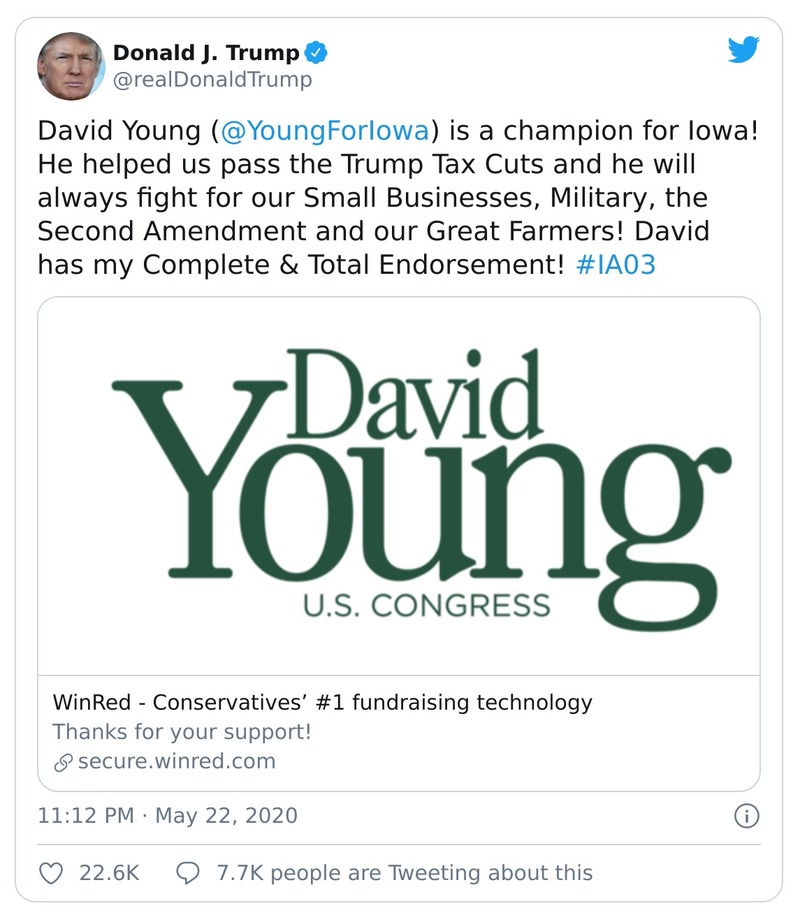 Donald J. Trump
@realDonaldTrump
David Young (@YoungForIowa) is a champion for Iowa!
He helped us pass the Trump Tax Cuts and he will
always fight for our Small Businesses, Military, the
Second Amendment and our Great Farmers! David
has my Complete & Total Endorsement! #IA03
David
Young
U.S. CONGRESS
WinRed - Conservatives’ #1 fundraising technology
Thanks for your support!
secure.winred.com
11:12 PM · May 22, 2020
22.6K 7.7K people are Tweeting about this